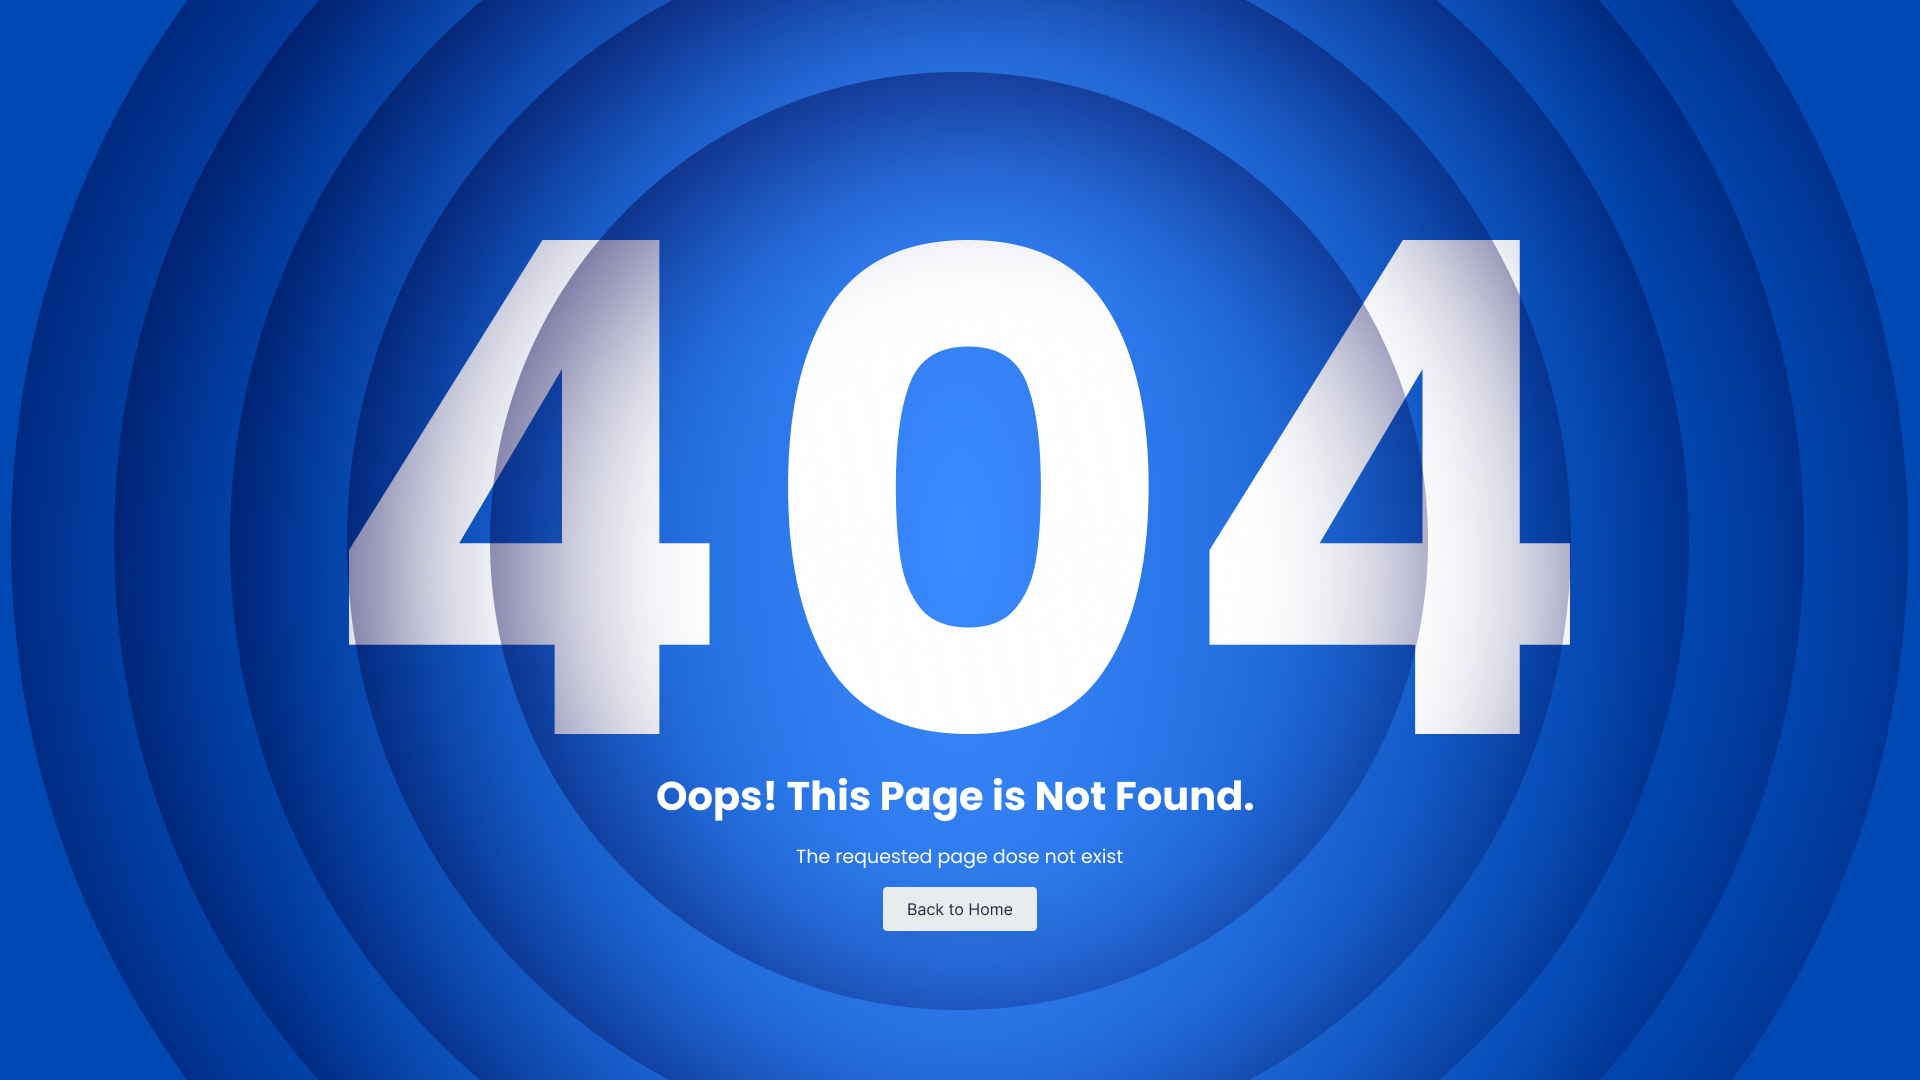 404
Oops! This Page is Not Found.
The requested page dose not exist
Back to Home